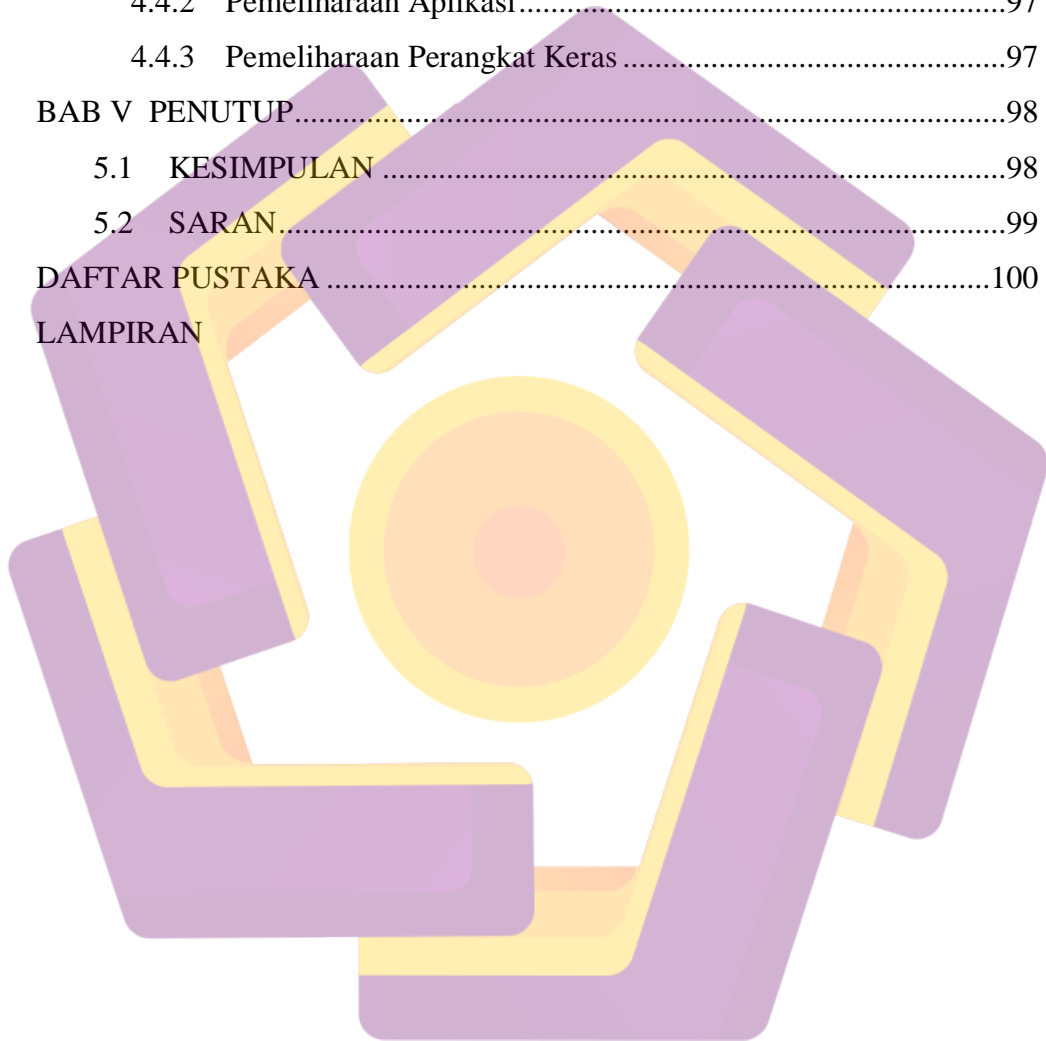 4.4.2 Pemeliharaan Aplikasi.......................................................97
4.4.3 Pemeliharaan Perangkat Keras ...........................................97
BAB V PENUTUP................................................................................98
5.1 KESIMPULAN ......................................................................98
5.2 SARAN..................................................................................99
DAFTAR PUSTAKA ..........................................................................100
LAMPIRAN